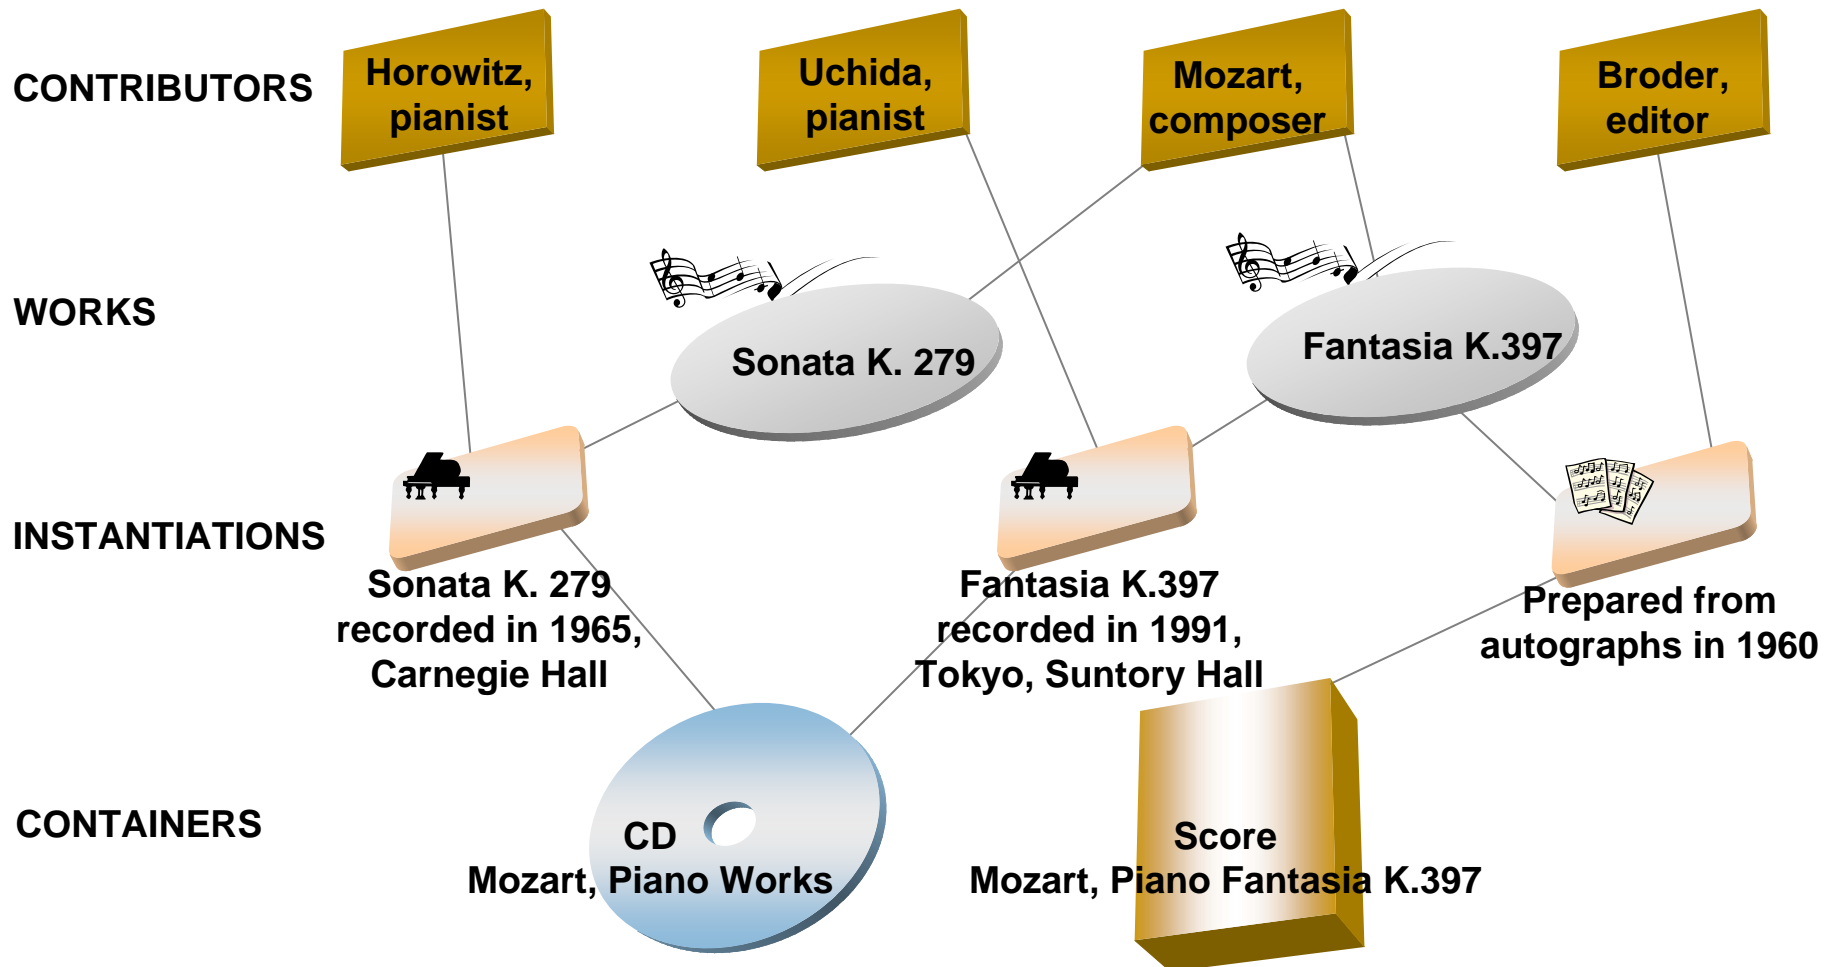 CONTRIBUTORS
Horowitz,
pianist
Uchida,
pianist
Mozart,
composer
Broder,
editor
WORKS
Sonata K. 279
Fantasia K.397
INSTANTIATIONS
Sonata K. 279
recorded in 1965,
Carnegie Hall
Fantasia K.397
recorded in 1991,
Tokyo, Suntory Hall
Prepared from
autographs in 1960
CONTAINERS
CD
Mozart, Piano Works
Score
Mozart, Piano Fantasia K.397